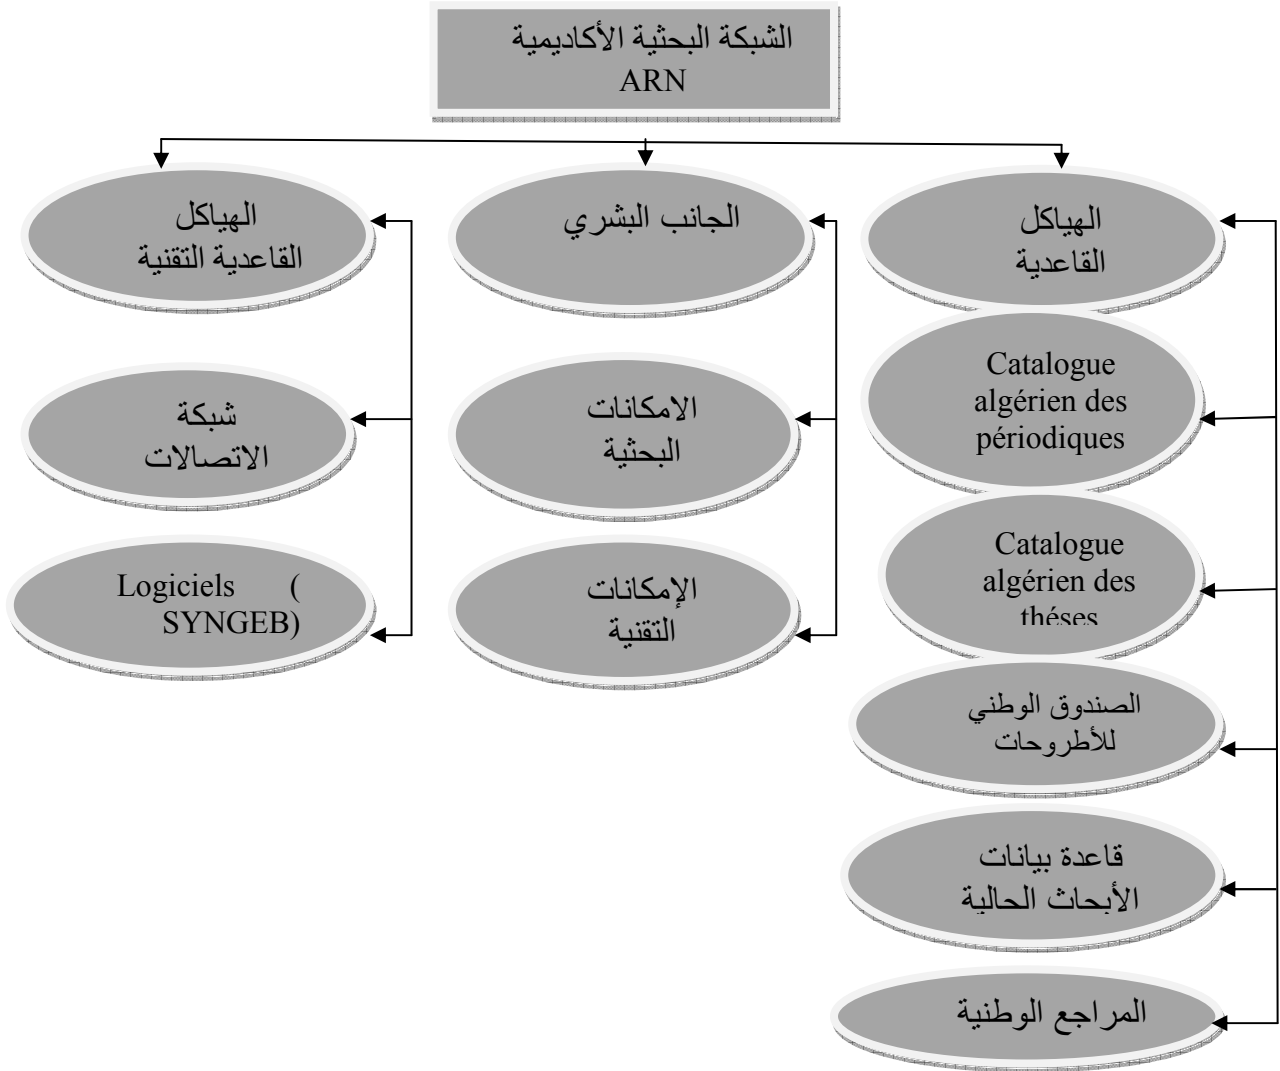 الشبكة البحثية الأكاديمية
ARN
الهياكل
القاعدية
Catalogue
algérien des
périodiques
Catalogue
algérien des
théses
الصندوق الوطني
للأطروحات
قاعدة بيانات
الأبحاث الحالية
المراجع الوطنية
الجانب البشري
الامكانات
البحثية
الإمكانات
التقنية
الهياكل
القاعدية التقنية
شبكة
الاتصالات
Logiciels (
SYNGEB)